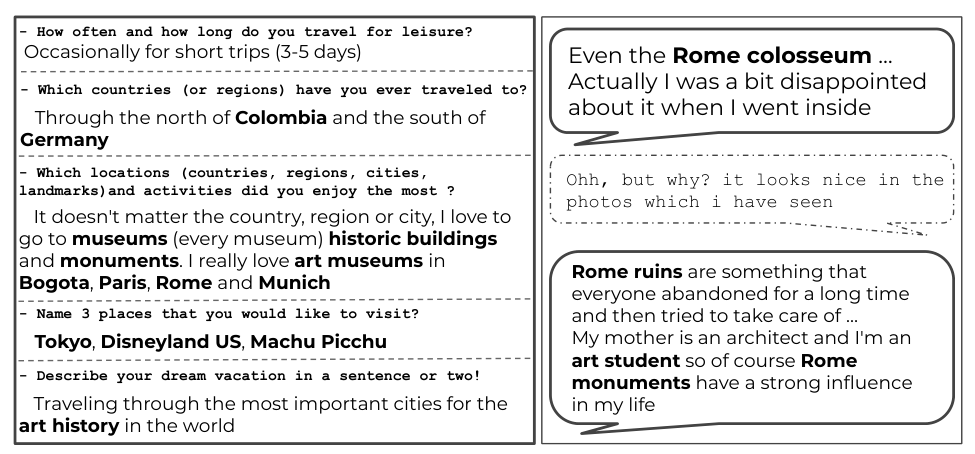 - How often and how long do you travel for leisure?
Occasionally for short trips (3-5 days)
- Which countries (or regions) have you ever traveled to?
Through the north of Colombia and the south of
Germany
- Which locations (countries, regions, cities,
landmarks)and activities did you enjoy the most ?
It doesn't matter the country, region or city, I love to
go to museums (every museum) historic buildings
and monuments. I really love art museums in
Bogota, Paris, Rome and Munich
- Name 3 places that you would like to visit?
Tokyo, Disneyland US, Machu Picchu
- Describe your dream vacation in a sentence or two!
Traveling through the most important cities for the
art history in the world
Even the Rome colosseum ...
Actually I was a bit disappointed
about it when I went inside
Ohh, but why? it looks nice in the
photos which i have seen
Rome ruins are something that
everyone abandoned for a long time
and then tried to take care of ...
My mother is an architect and I'm an
art student so of course Rome
monuments have a strong influence
in my life